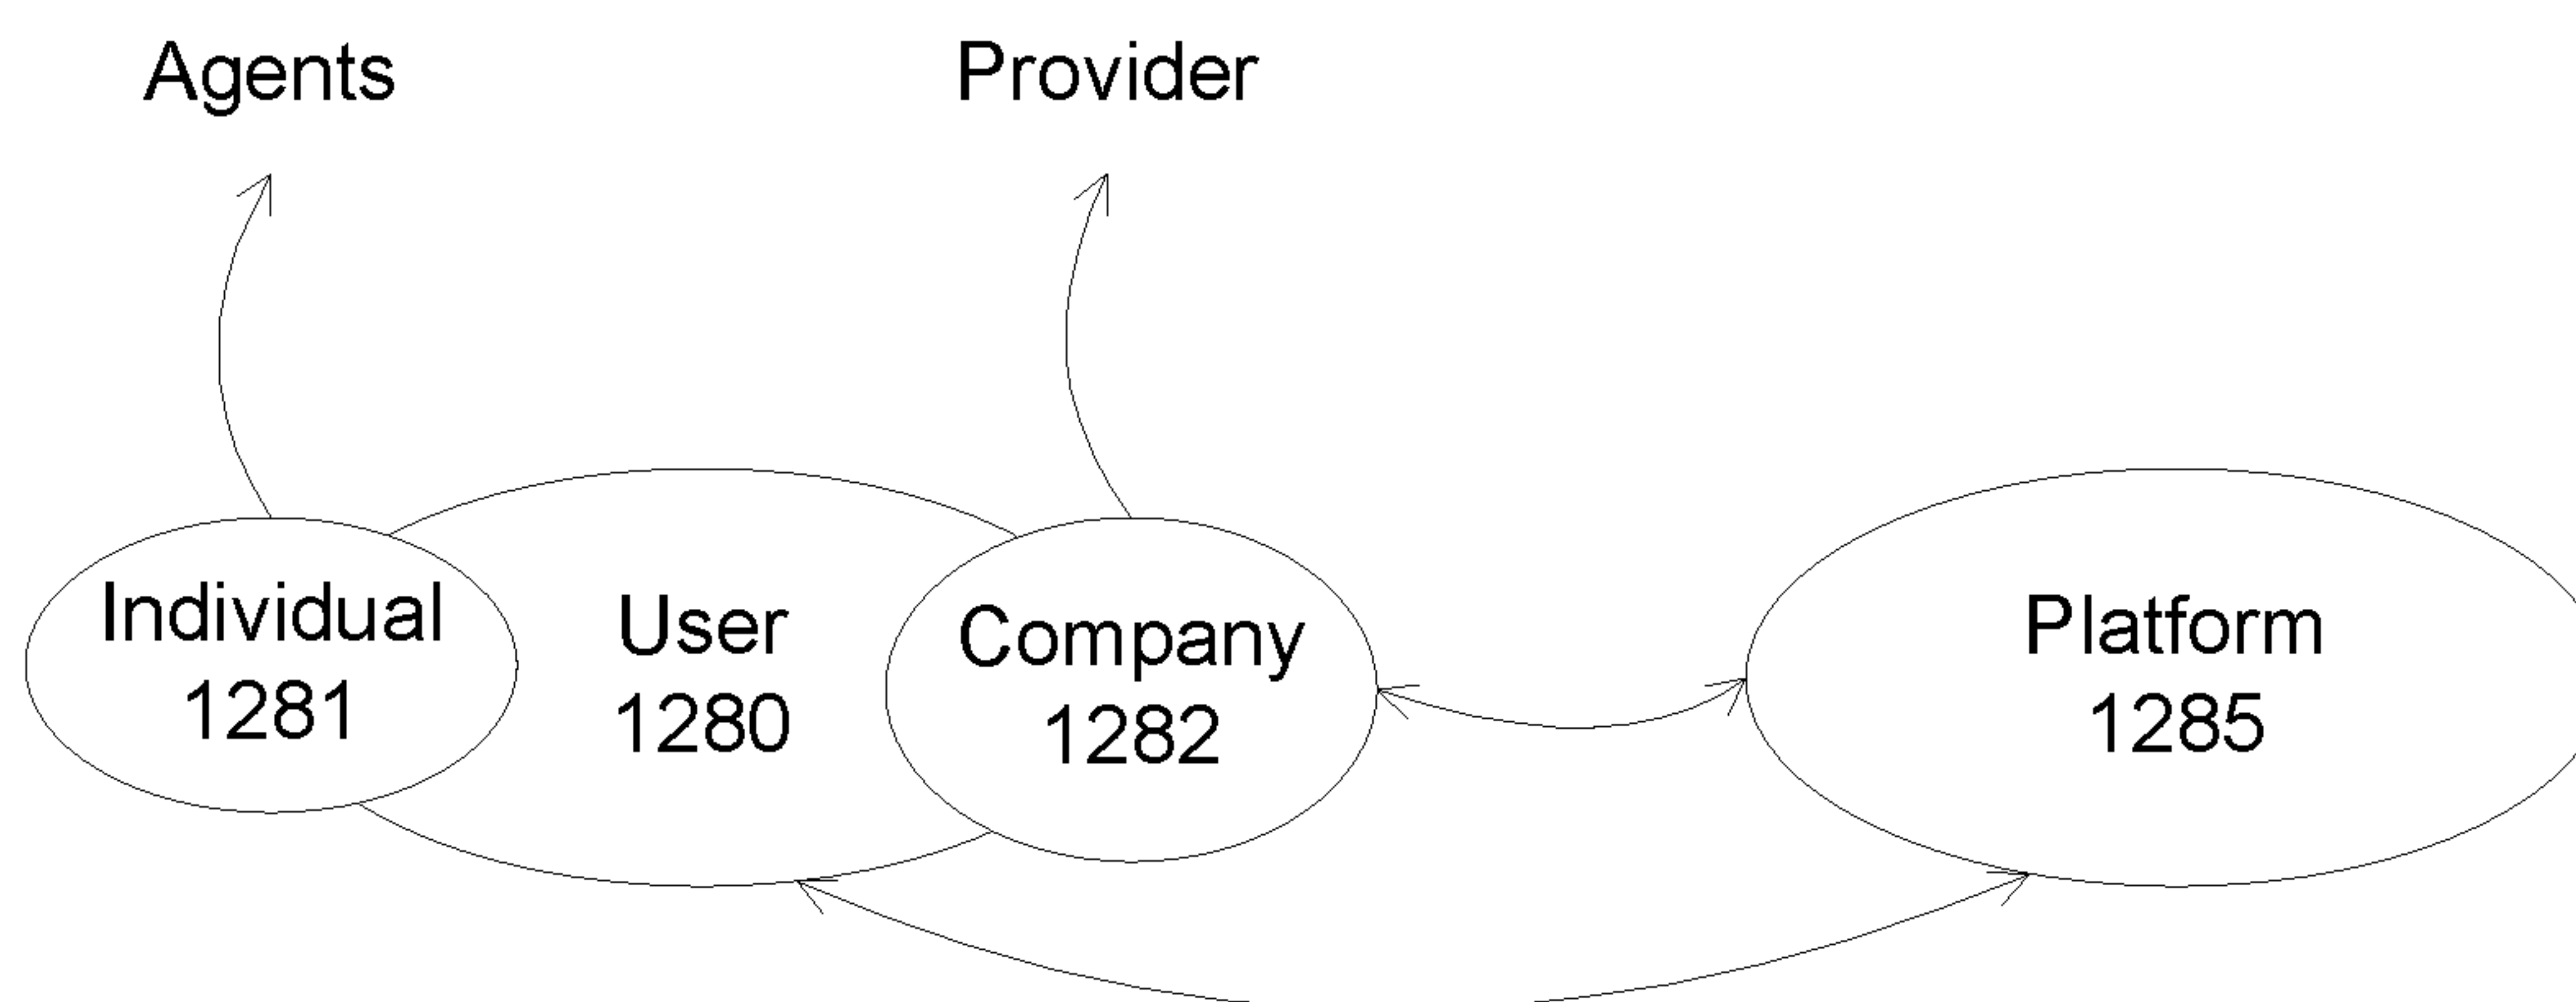 Agents
Provider
Individual
1281
User
1280
Company
1282
Platform
1285